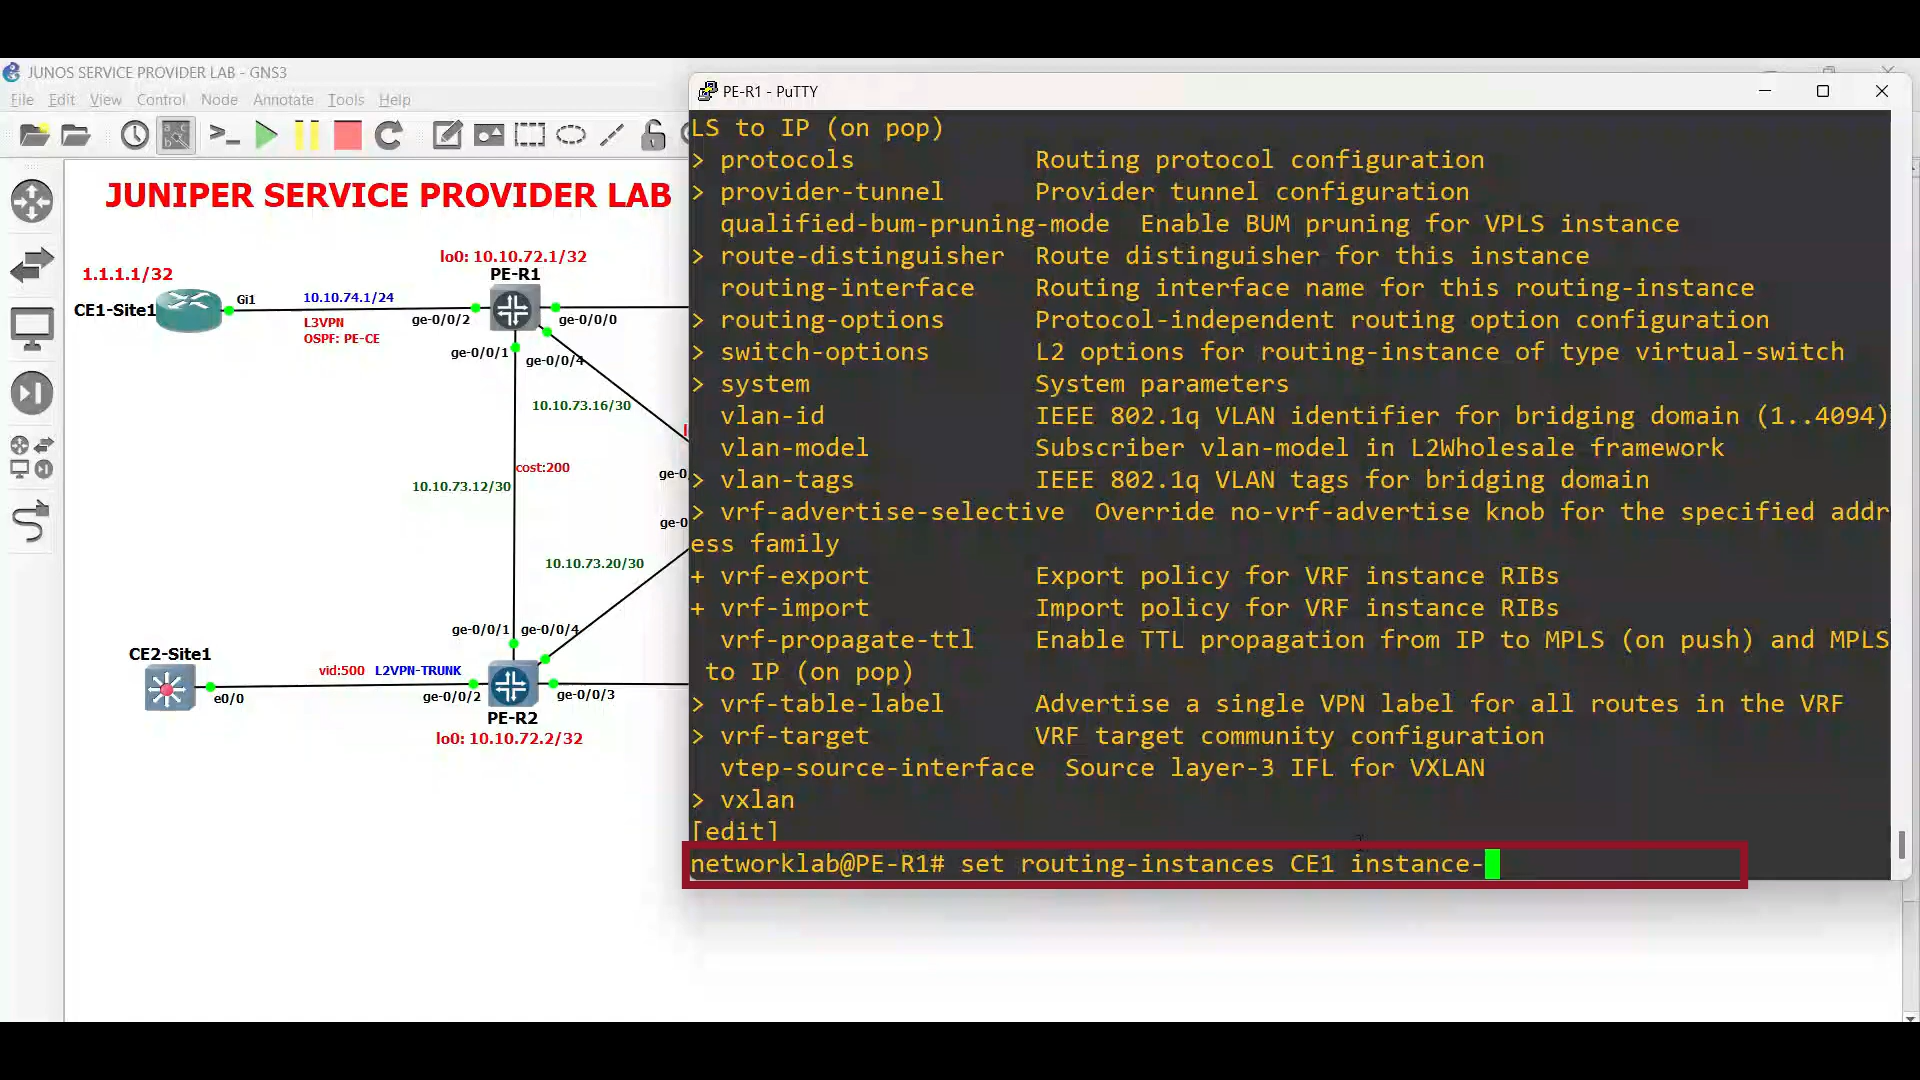 JUNOS SERVICE PROVIDER LAB - GNS3
File Edit View Control Node Annotate Tools Help
JUNIPER SERVICE PROVIDER LAB
lo0: 10.10.72.1/32
PE-R1
1.1.1.1/32
CE1-Site1
Gi1
10.10.74.1/24
L3VPN
OSPF: PE-CE
ge-0/0/2
ge-0/0/0
ge-0/0/1
ge-0/0/4
10.10.73.16/30
cost:200
10.10.73.12/30
10.10.73.20/30
ge-0/0/1
ge-0/0/4
CE2-Site1
vid:500
L2VPN-TRUNK
e0/0
ge-0/0/2
ge-0/0/3
PE-R2
lo0: 10.10.72.2/32
PE-R1 - PuTTY
LS to IP (on pop)
> protocols Routing protocol configuration
> provider-tunnel Provider tunnel configuration
qualified-bum-pruning-mode Enable BUM pruning for VPLS instance
> route-distinguisher Route distinguisher for this instance
routing-interface Routing interface name for this routing-instance
> routing-options Protocol-independent routing option configuration
> switch-options L2 options for routing-instance of type virtual-switch
> system System parameters
vlan-id IEEE 802.1q VLAN identifier for bridging domain (1..4094)
vlan-model Subscriber vlan-model in L2Wholesale framework
> vlan-tags IEEE 802.1q VLAN tags for bridging domain
> vrf-advertise-selective Override no-vrf-advertise knob for the specified addr
ess family
+ vrf-export Export policy for VRF instance RIBs
+ vrf-import Import policy for VRF instance RIBs
vrf-propagate-ttl Enable TTL propagation from IP to MPLS (on push) and MPLS
to IP (on pop)
> vrf-table-label Advertise a single VPN label for all routes in the VRF
> vrf-target VRF target community configuration
vtep-source-interface Source layer-3 IFL for VXLAN
> vxlan
[edit]
networklab@PE-R1# set routing-instances CE1 instance-